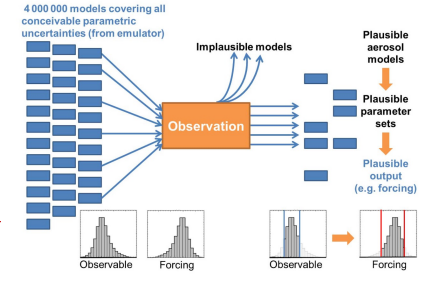 4 000 000 models covering all
conceivable parametric
uncertainties (from emulator)
Implausible models
Observation
Plausible
aerosol
models
Plausible
parameter
sets
Plausible
output
(e.g. forcing)
Observable
Forcing
Observable
Forcing